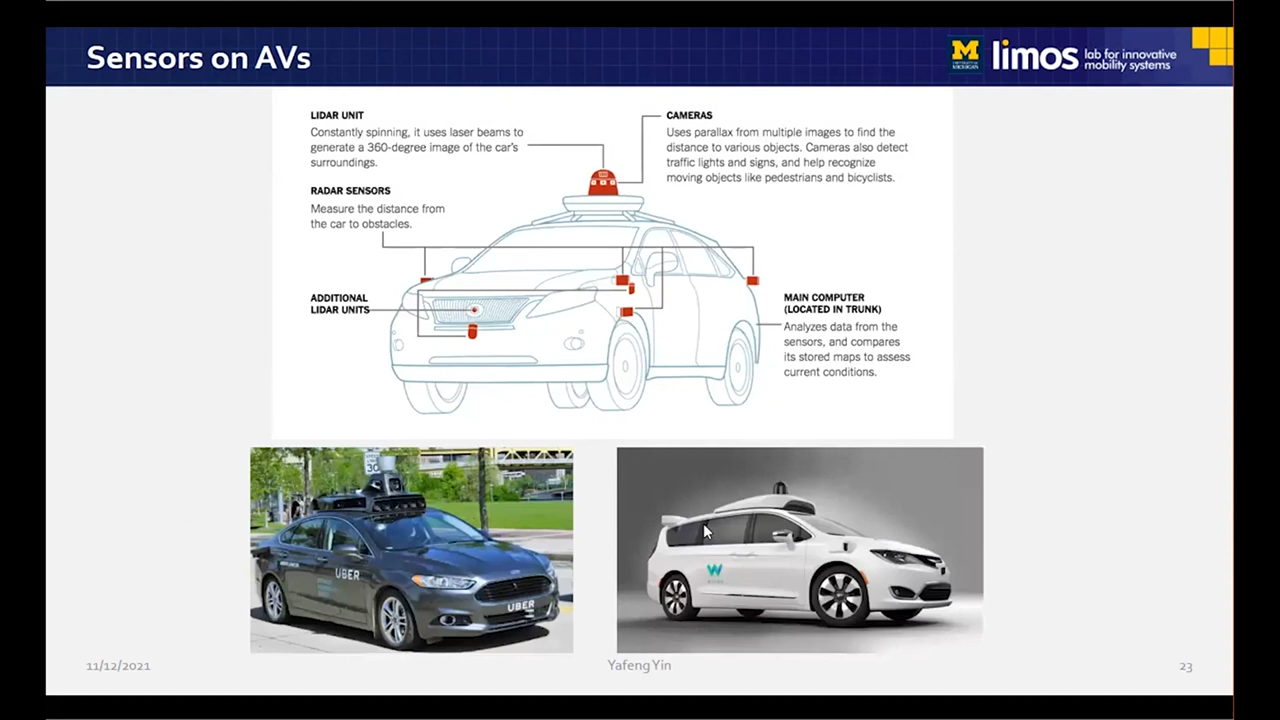 Sensors on AVs
M
UNIVERSITY OF
MICHIGAN
limos
lab for innovative
mobility systems
LIDAR UNIT
Constantly spinning, it uses laser beams to
generate a 360-degree image of the car's
surroundings.
CAMERAS
Uses parallax from multiple images to find the
distance to various objects. Cameras also detect
traffic lights and signs, and help recognize
moving objects like pedestrians and bicyclists.
RADAR SENSORS
Measure the distance from
the car to obstacles.
ADDITIONAL
LIDAR UNITS
MAIN COMPUTER
(LOCATED IN TRUNK)
Analyzes data from the
sensors, and compares
its stored maps to assess
current conditions.
SPEED
LIMIT
30
UBER
UBER
W
11/12/2021
Yafeng Yin
23